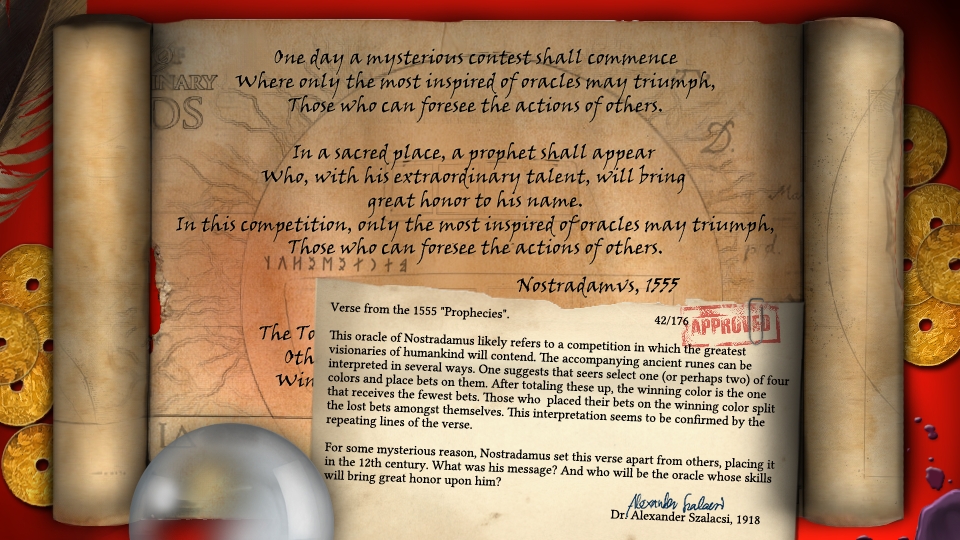 One day a mysterious contest shall commence
Where only the most inspired of oracles may triumph,
Those who can foresee the actions of others.
In a sacred place, a prophet shall appear
Who, with his extraordinary talent, will bring
great honor to his name.
In this competition, only the most inspired of oracles may triumph,
Those who can foresee the actions of others.
Nostradamvs, 1555
The To
Oth
Win
Verse from the 1555 "Prophecies".
42/176
APPROVED
This oracle of Nostradamus likely refers to a competition in which the greatest
visionaries of humankind will contend. The accompanying ancient runes can be
interpreted in several ways. One suggests that seers select one (or perhaps two) of four
colors and place bets on them. After totaling these up, the winning color is the one
that receives the fewest bets. Those who placed their bets on the winning color split
the lost bets amongst themselves. This interpretation seems to be confirmed by the
repeating lines of the verse.
For some mysterious reason, Nostradamus set this verse apart from others, placing it
in the 12th century. What was his message? And who will be the oracle whose skills
will bring great honor upon him?
Alexander Szalacsi
Dr. Alexander Szalacsi, 1918